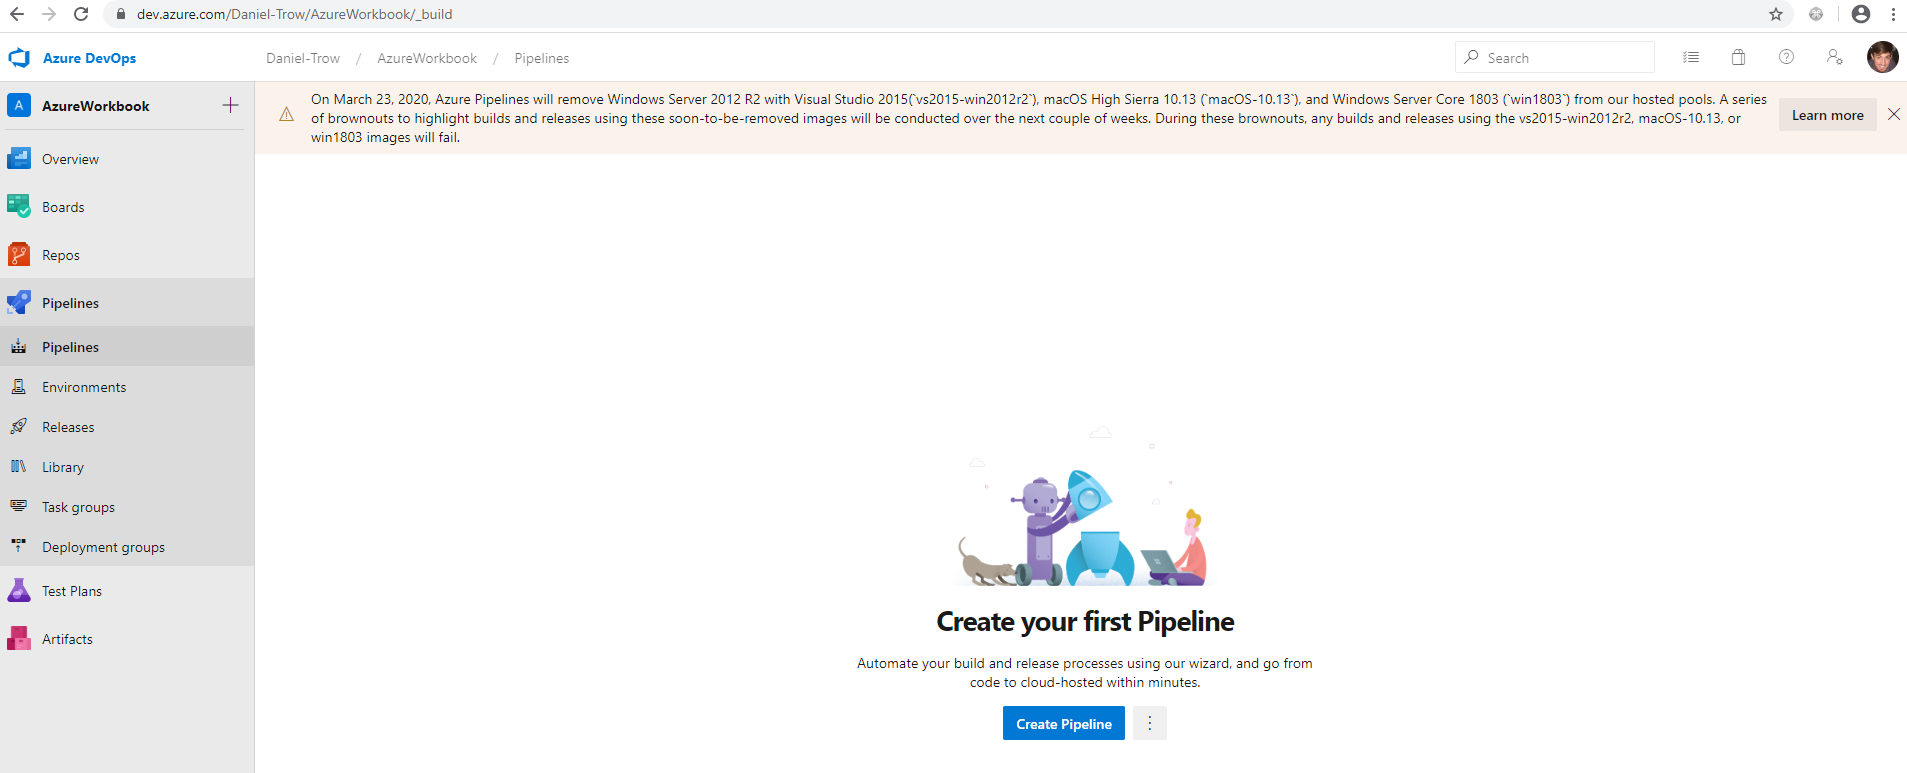 dev.azure.com/Daniel-Trow/AzureWorkbook/_build
Azure DevOps
Daniel-Trow / AzureWorkbook / Pipelines
Search
A AzureWorkbook
On March 23, 2020, Azure Pipelines will remove Windows Server 2012 R2 with Visual Studio 2015(`vs2015-win2012r2`), macOS High Sierra 10.13 (`macOS-10.13`), and Windows Server Core 1803 (`win1803`) from our hosted pools. A series
of brownouts to highlight builds and releases using these soon-to-be-removed images will be conducted over the next couple of weeks. During these brownouts, any builds and releases using the vs2015-win2012r2, macOS-10.13, or
win1803 images will fail.
Learn more
Overview
Boards
Repos
Pipelines
Pipelines
Environments
Releases
Library
Task groups
Deployment groups
Test Plans
Artifacts
Create your first Pipeline
Automate your build and release processes using our wizard, and go from
code to cloud-hosted within minutes.
Create Pipeline